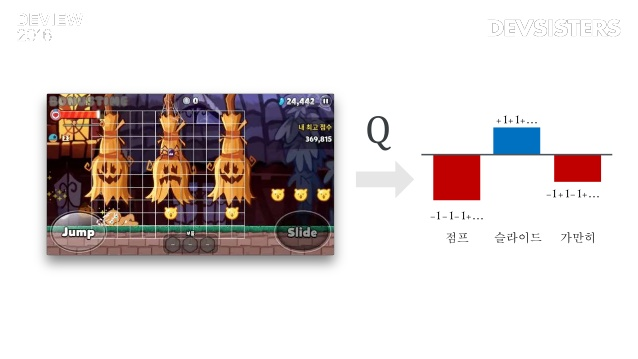 DEVIEW
2016
DEVSISTERS
0
24,442
내 최고 점수
369,815
Jump
Slide
Q
+1+1+…
-1-1-1+…
-1+1-1+…
점프
슬라이드
가만히